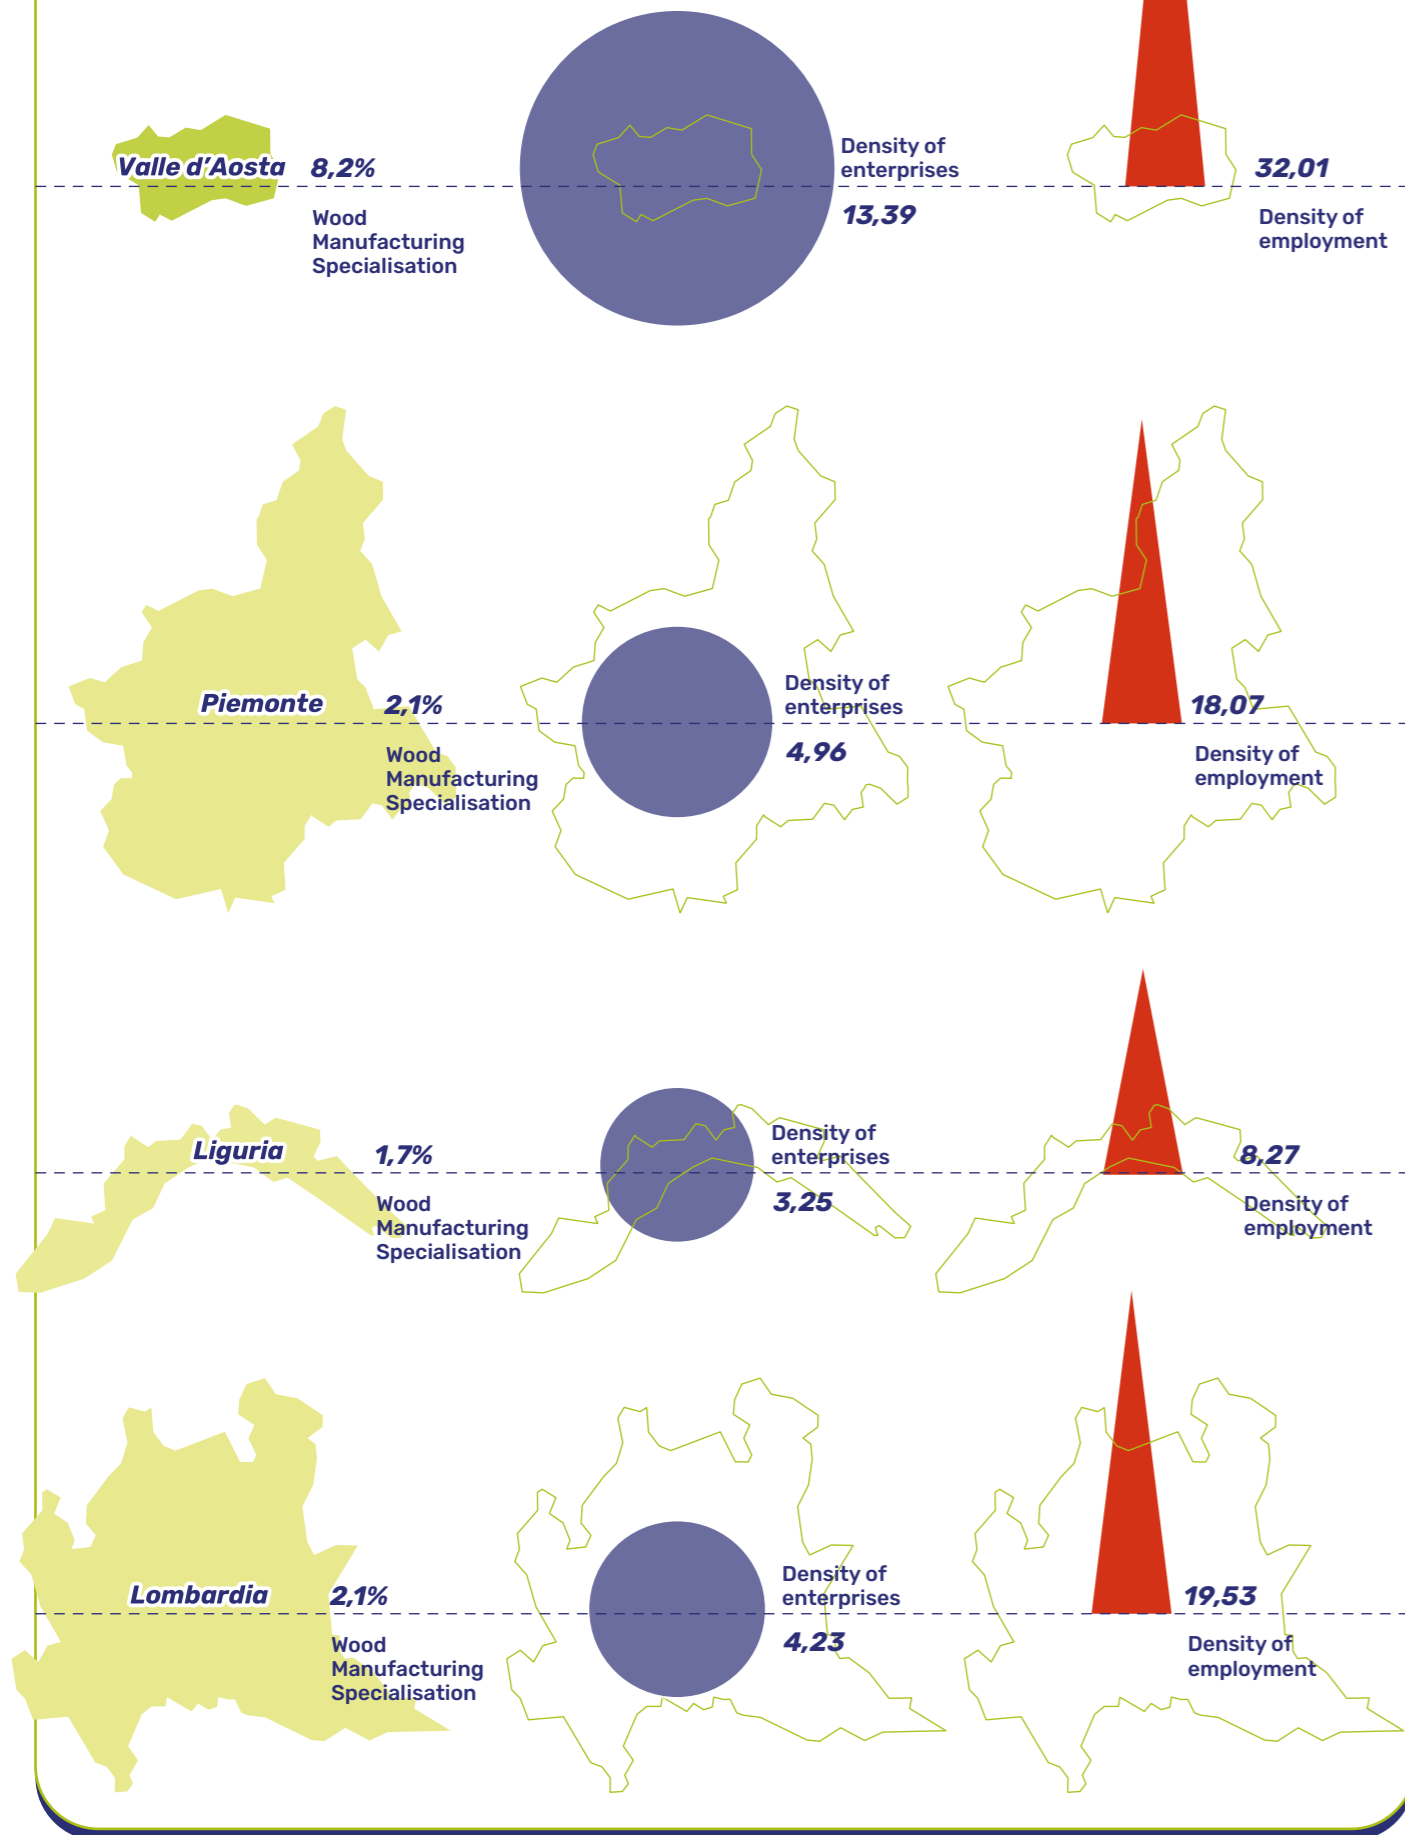 Valle d'Aosta
8,2%
Wood
Manufacturing
Specialisation
Density of
enterprises
13,39
32,01
Density of
employment
Piemonte
2,1%
Wood
Manufacturing
Specialisation
Density of
enterprises
4,96
18,07
Density of
employment
Liguria
1,7%
Wood
Manufacturing
Specialisation
Density of
enterprises
3,25
8,27
Density of
employment
Lombardia
2,1%
Wood
Manufacturing
Specialisation
Density of
enterprises
4,23
19,53
Density of
employment